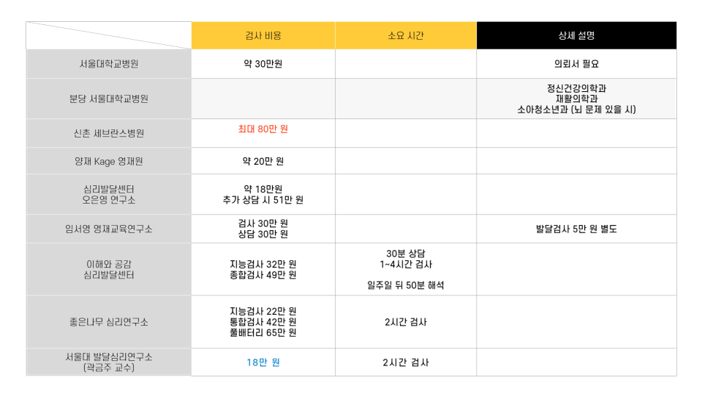 검사 비용
소요 시간
상세 설명
서울대학교병원
약 30만원
의뢰서 필요
분당 서울대학교병원
정신건강의학과
재활의학과
소아청소년과 (뇌 문제 있을 시)
신촌 세브란스병원
최대 80만 원
양재 Kage 영재원
약 20만 원
심리발달센터
오은영 연구소
약 18만원
추가 상담 시 51만 원
임서영 영재교육연구소
검사 30만 원
상담 30만 원
발달검사 5만 원 별도
이해와 공감
심리발달센터
지능검사 32만 원
종합검사 49만 원
30분 상담
1~4시간 검사
일주일 뒤 50분 해석
좋은나무 심리연구소
지능검사 22만 원
통합검사 42만 원
풀배터리 65만 원
2시간 검사
서울대 발달심리연구소
(곽금주 교수)
18만 원
2시간 검사